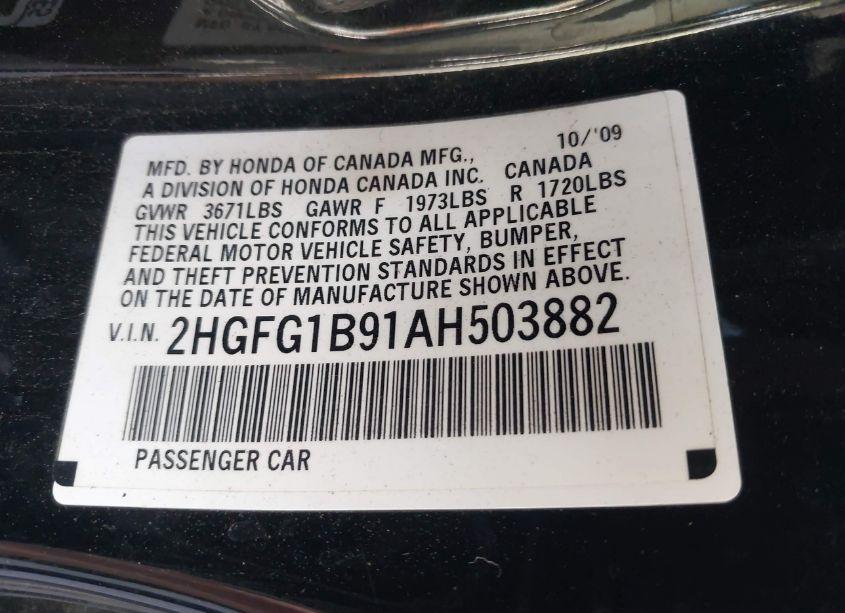 10/'09
MFD. BY HONDA OF CANADA MFG.,
A DIVISION OF HONDA CANADA INC. CANADA
GVWR 3671LBS GAWR F 1973LBS R 1720LBS
THIS VEHICLE CONFORMS TO ALL APPLICABLE
FEDERAL MOTOR VEHICLE SAFETY, BUMPER,
AND THEFT PREVENTION STANDARDS IN EFFECT
ON THE DATE OF MANUFACTURE SHOWN ABOVE.
V.I.N. 2HGFG1B91AH503882
PASSENGER CAR